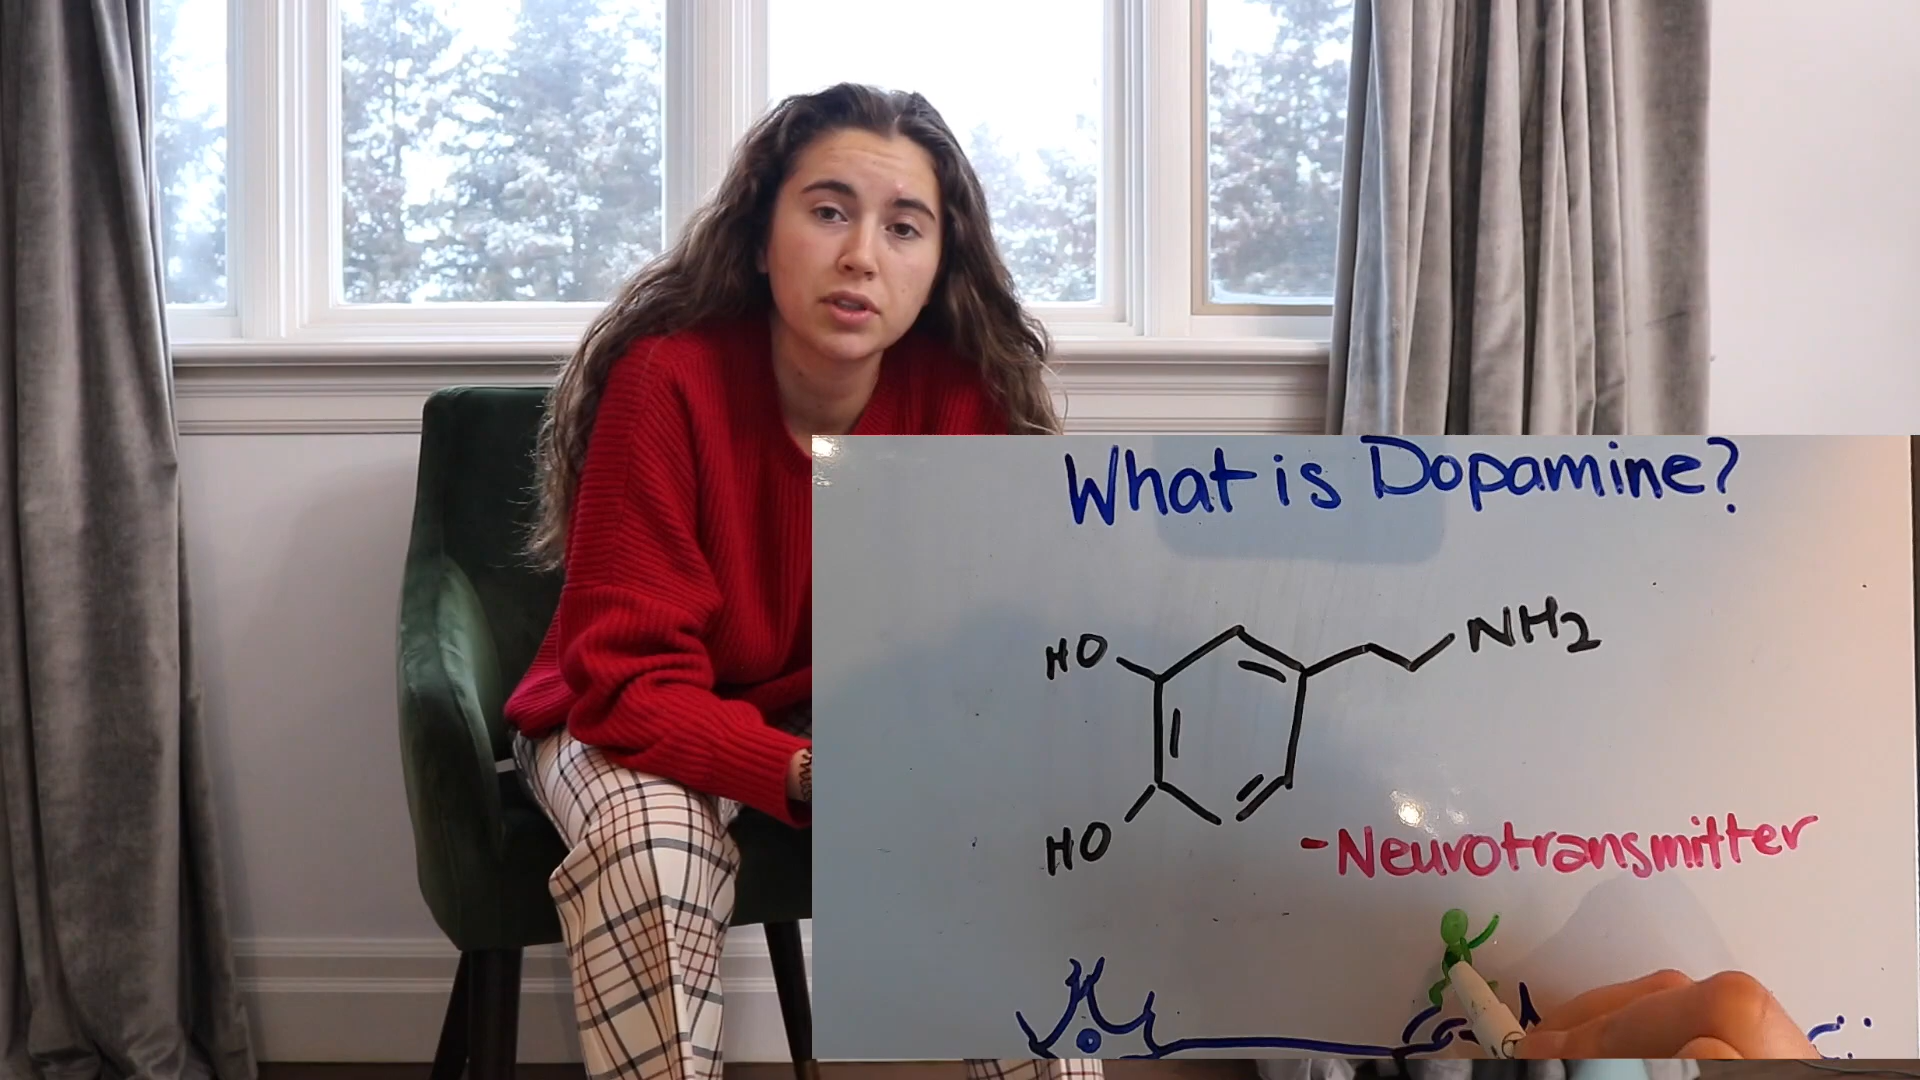 What is Dopamine?
NH2
HO
HO
-Neurotransmitter